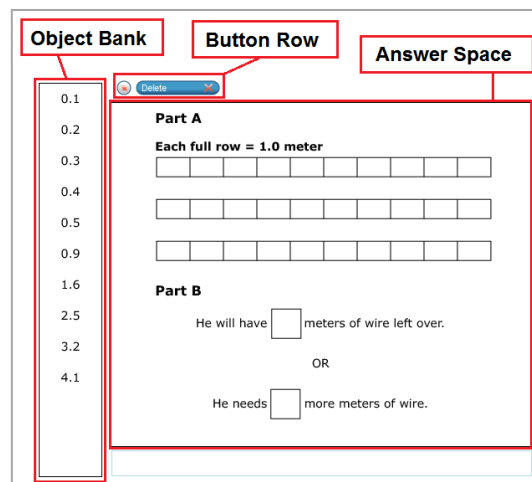 Object Bank
Button Row
Answer Space
Delete
0.1
0.2
0.3
0.4
0.5
0.9
1.6
2.5
3.2
4.1
Part A
Each full row = 1.0 meter
Part B
He will have meters of wire left over.
OR
He needs more meters of wire.